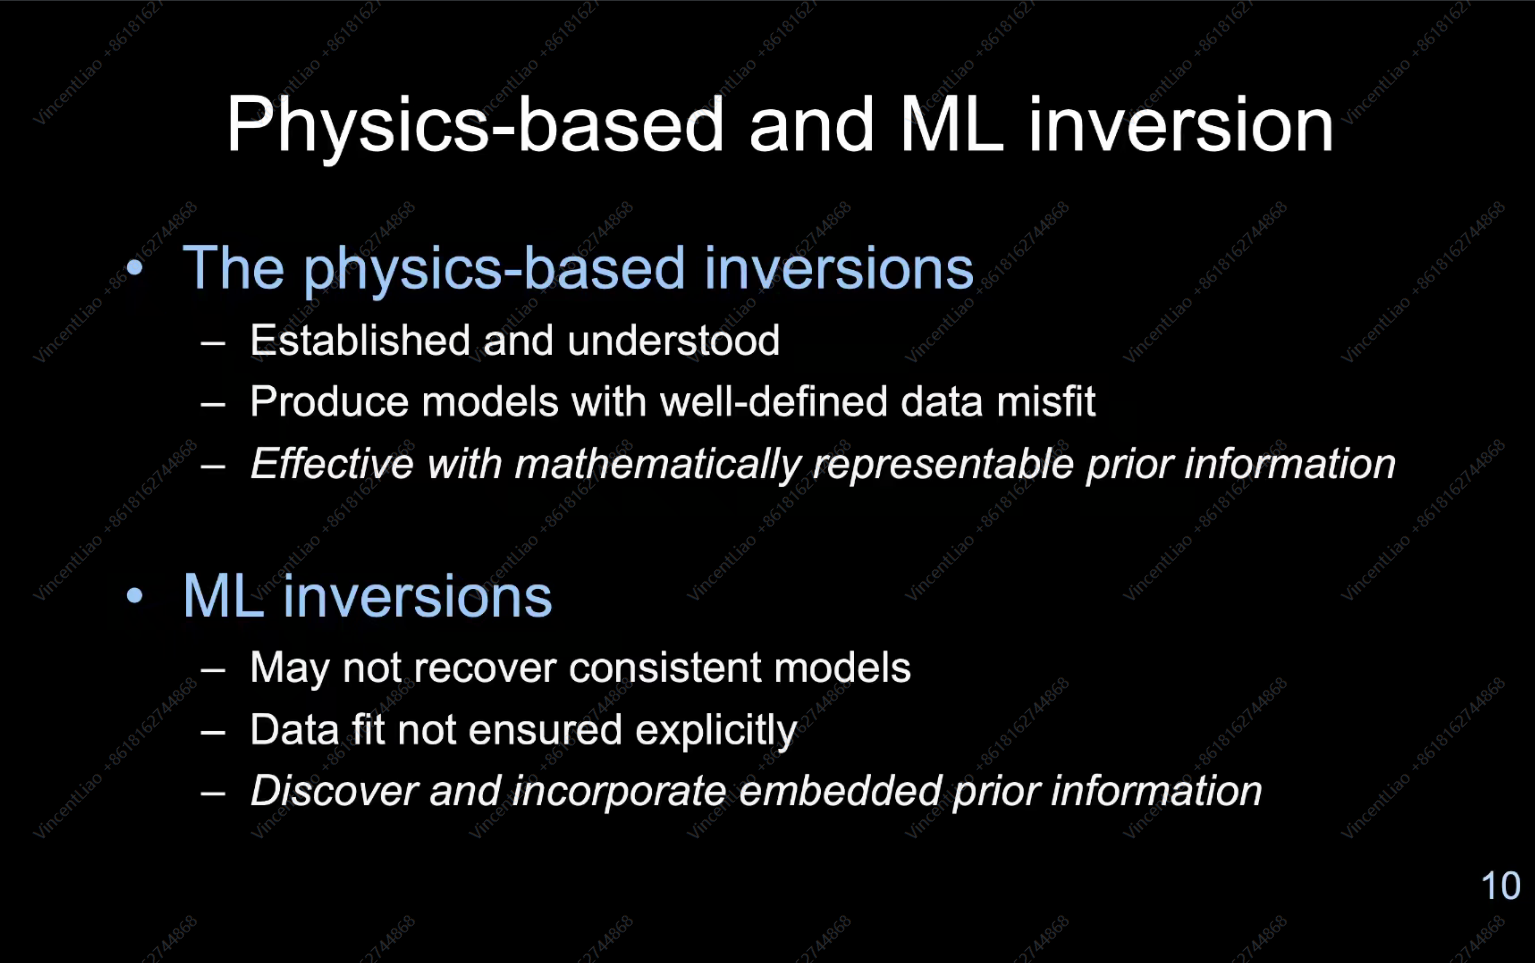 Physics-based and ML inversion
• The physics-based inversions
– Established and understood
– Produce models with well-defined data misfit
– Effective with mathematically representable prior information
• ML inversions
– May not recover consistent models
– Data fit not ensured explicitly
– Discover and incorporate embedded prior information
10
VincentLiao +8618162744868